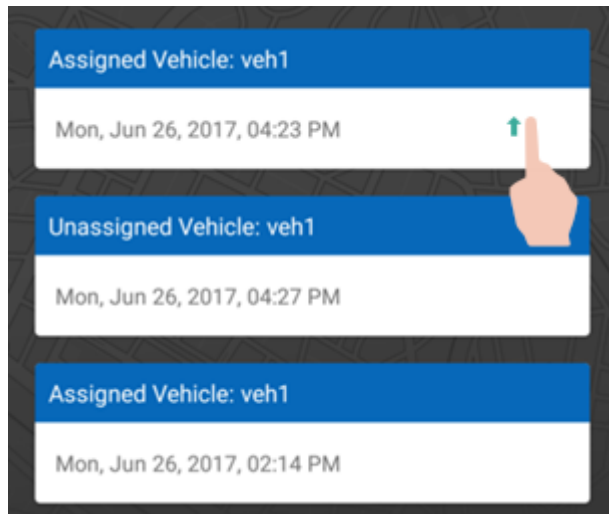 Assigned Vehicle: veh1
Mon, Jun 26, 2017, 04:23 PM
Unassigned Vehicle: veh1
Mon, Jun 26, 2017, 04:27 PM
Assigned Vehicle: veh1
Mon, Jun 26, 2017, 02:14 PM